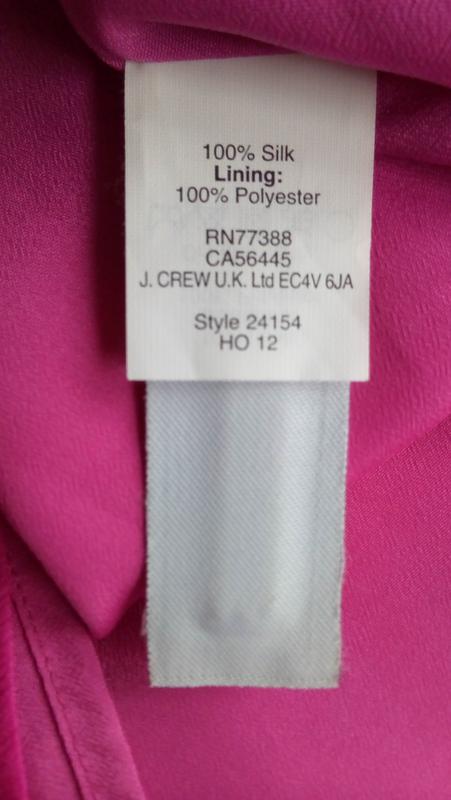 100% Silk
Lining:
100% Polyester
RN77388
CA56445
J. CREW U.K. Ltd EC4V 6JA
Style 24154
HO 12